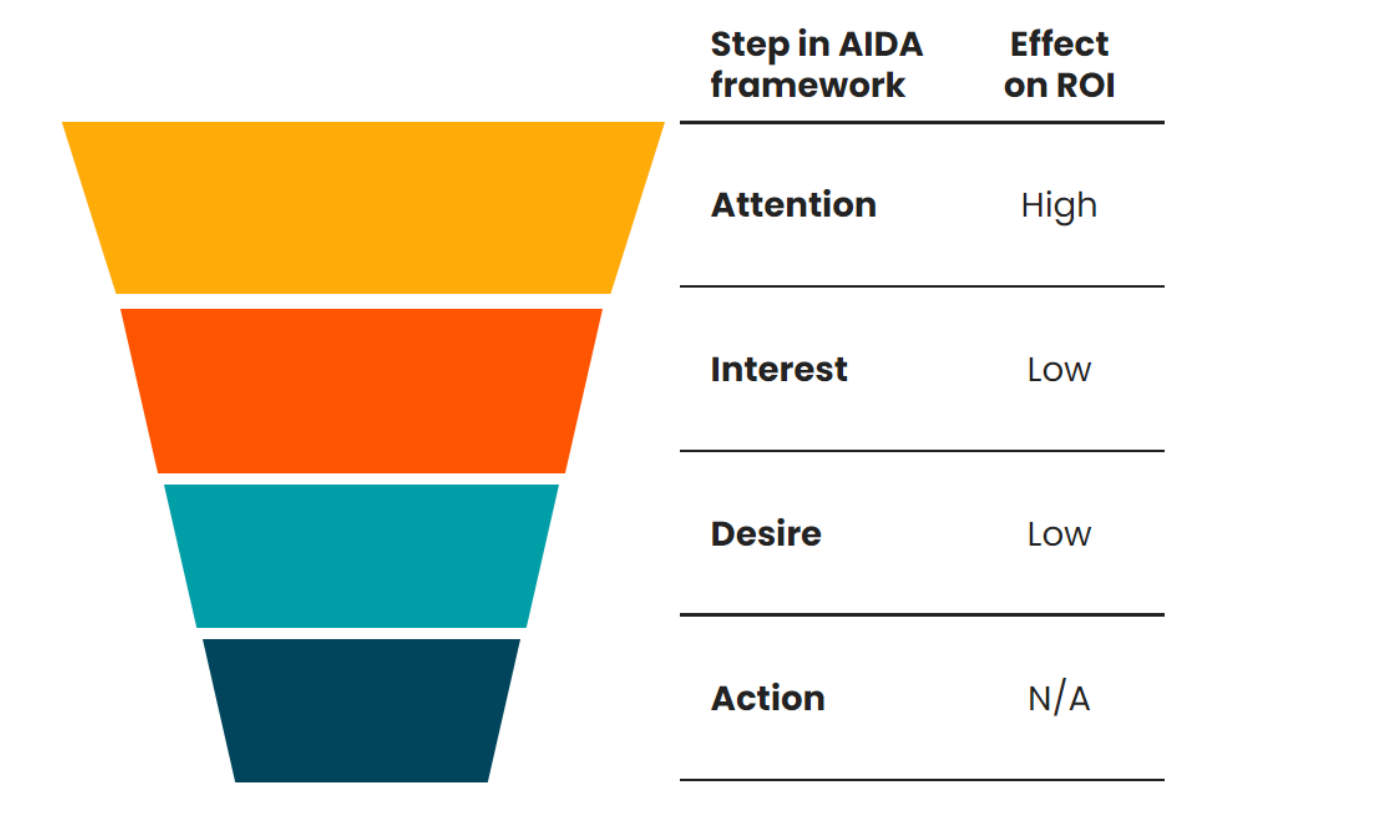 Step in AIDA
framework
Effect
on ROI
Attention
High
Interest
Low
Desire
Low
Action
N/A